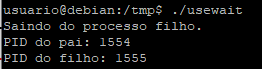 usuario@debian:/tmp$ ./usewait
Saindo do processo filho.
PID do pai: 1554
PID do filho: 1555